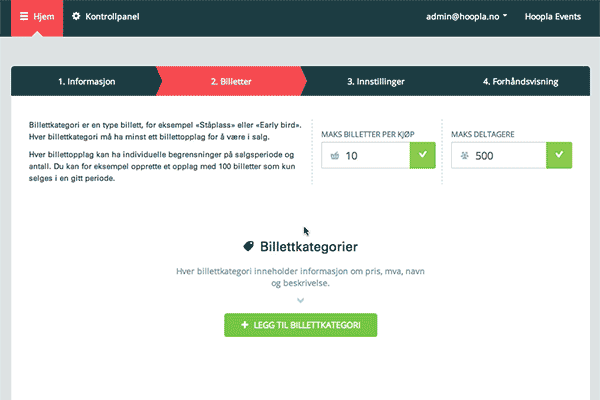 Hjem Kontrollpanel admin@hoopla.no Hoopla Events
1. Informasjon 2. Billetter 3. Innstillinger 4. Forhåndsvisning
Billettkategori er en type billett, for eksempel «Ståplass» eller «Early bird».
Hver billettkategori må ha minst ett billettopplag for å være i salg.
Hver billettopplag kan ha individuelle begrensninger på salgsperiode og
antall. Du kan for eksempel opprette et opplag med 100 billetter som kun
selges i en gitt periode.
MAKS BILLETTER PER KJØP
10
MAKS DELTAGERE
500
Billettkategorier
Hver billettkategori inneholder informasjon om pris, mva, navn
og beskrivelse.
LEGG TIL BILLETTKATEGORI